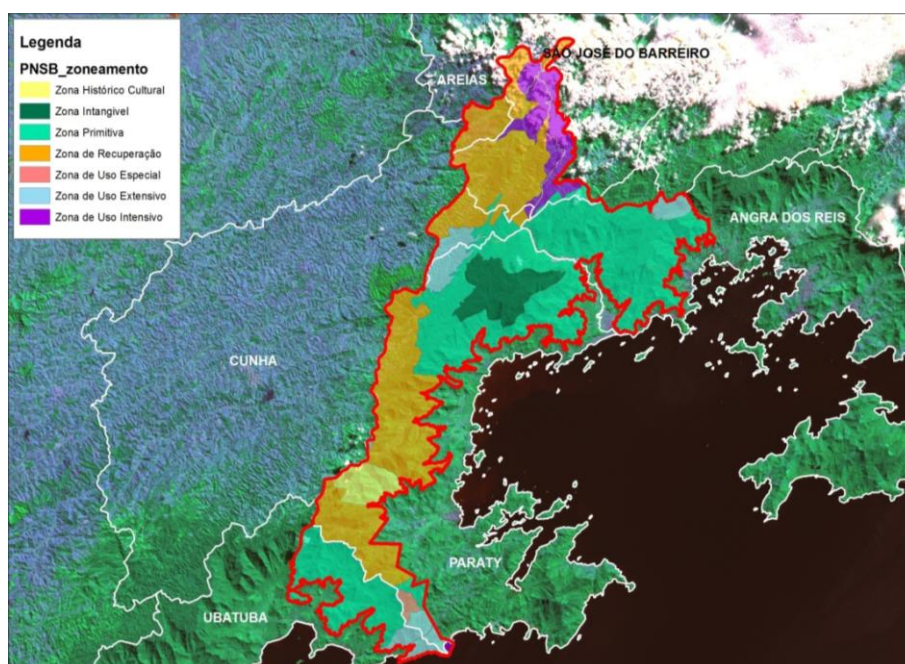 Legenda
PNSB_zoneamento
Zona Histórico Cultural
Zona Intangivel
Zona Primitiva
Zona de Recuperação
Zona de Uso Especial
Zona de Uso Extensivo
Zona de Uso Intensivo
SÃO JOSÉ DO BARREIRO
AREIAS
ANGRA DOS REIS
CUNHA
PARATY
UBATUBA